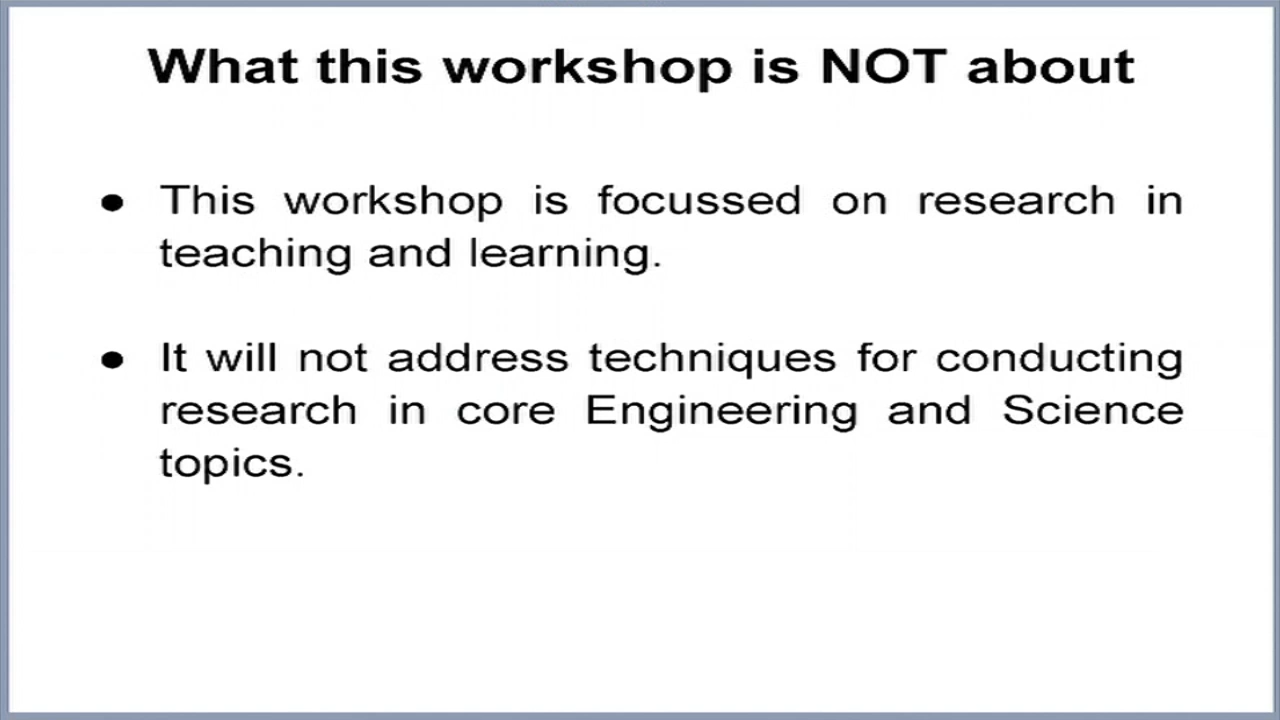 What this workshop is NOT about
● This workshop is focussed on research in
teaching and learning.
● It will not address techniques for conducting
research in core Engineering and Science
topics.